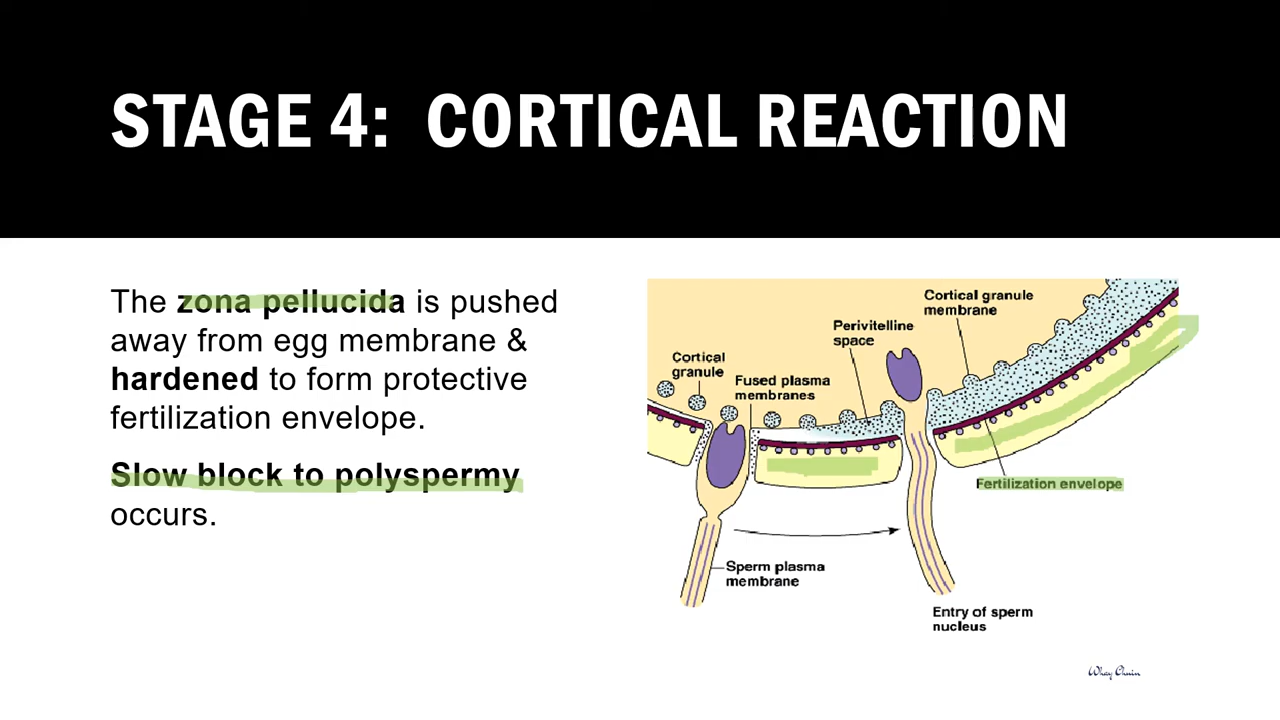 STAGE 4: CORTICAL REACTION
The zona pellucida is pushed
away from egg membrane &
hardened to form protective
fertilization envelope.
Slow block to polyspermy
occurs.
Cortical granule
membrane
Perivitelline
space
Cortical
granule
Fused plasma
membranes
Fertilization envelope
Sperm plasma
membrane
Entry of sperm
nucleus